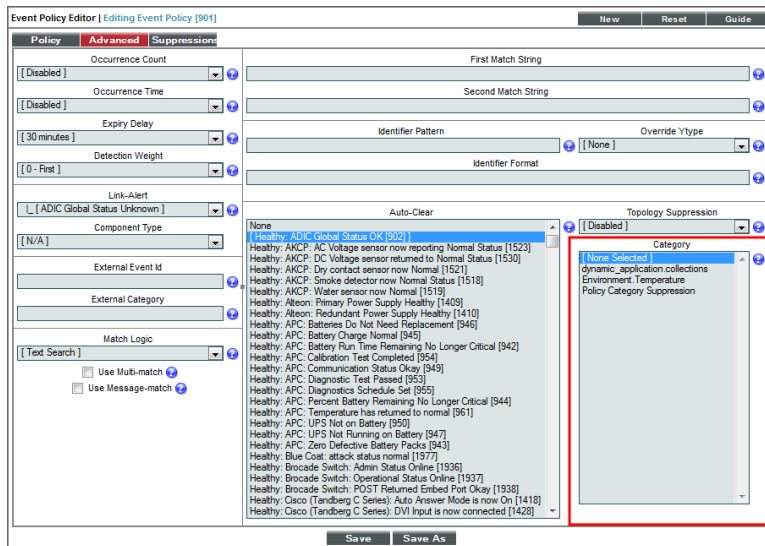 Event Policy Editor | Editing Event Policy [901]
New
Reset
Guide
Policy
Advanced
Suppressions
Occurrence Count
[ Disabled ]
Occurrence Time
[ Disabled ]
Expiry Delay
[ 30 minutes ]
Detection Weight
[ 0 - First ]
Link-Alert
|_ [ ADIC Global Status Unknown ]
Component Type
[ N/A ]
External Event Id
External Category
Match Logic
[ Text Search ]
Use Multi-match
Use Message-match
First Match String
Second Match String
Identifier Pattern
Override Ytype
[ None ]
Identifier Format
Auto-Clear
None
[ Healthy: ADIC Global Status OK [902] ]
Healthy: AKCP: AC Voltage sensor now reporting Normal Status [1523]
Healthy: AKCP: DC Voltage sensor returned to Normal Status [1530]
Healthy: AKCP: Dry contact sensor now Normal [1521]
Healthy: AKCP: Smoke detector now Normal Status [1518]
Healthy: AKCP: Water sensor now Normal [1519]
Healthy: Alteon: Primary Power Supply Healthy [1409]
Healthy: Alteon: Redundant Power Supply Healthy [1410]
Healthy: APC: Batteries Do Not Need Replacement [946]
Healthy: APC: Battery Charge Normal [945]
Healthy: APC: Battery Run Time Remaining No Longer Critical [942]
Healthy: APC: Calibration Test Completed [954]
Healthy: APC: Communication Status Okay [949]
Healthy: APC: Diagnostic Test Passed [953]
Healthy: APC: Diagnostics Schedule Set [955]
Healthy: APC: Percent Battery Remaining No Longer Critical [944]
Healthy: APC: Temperature has returned to normal [961]
Healthy: APC: UPS Not on Battery [950]
Healthy: APC: UPS Not Running on Battery [947]
Healthy: APC: Zero Defective Battery Packs [943]
Healthy: Blue Coat: attack status normal [1977]
Healthy: Brocade Switch: Admin Status Online [1936]
Healthy: Brocade Switch: Operational Status Online [1937]
Healthy: Brocade Switch: POST Returned Embed Port Okay [1938]
Healthy: Cisco (Tandberg C Series): Auto Answer Mode is now On [1418]
Healthy: Cisco (Tandberg C Series): DVI Input is now connected [1428]
Topology Suppression
[ Disabled ]
Category
[ None Selected ]
dynamic_application.collections
Environment.Temperature
Policy Category Suppression
Save
Save As